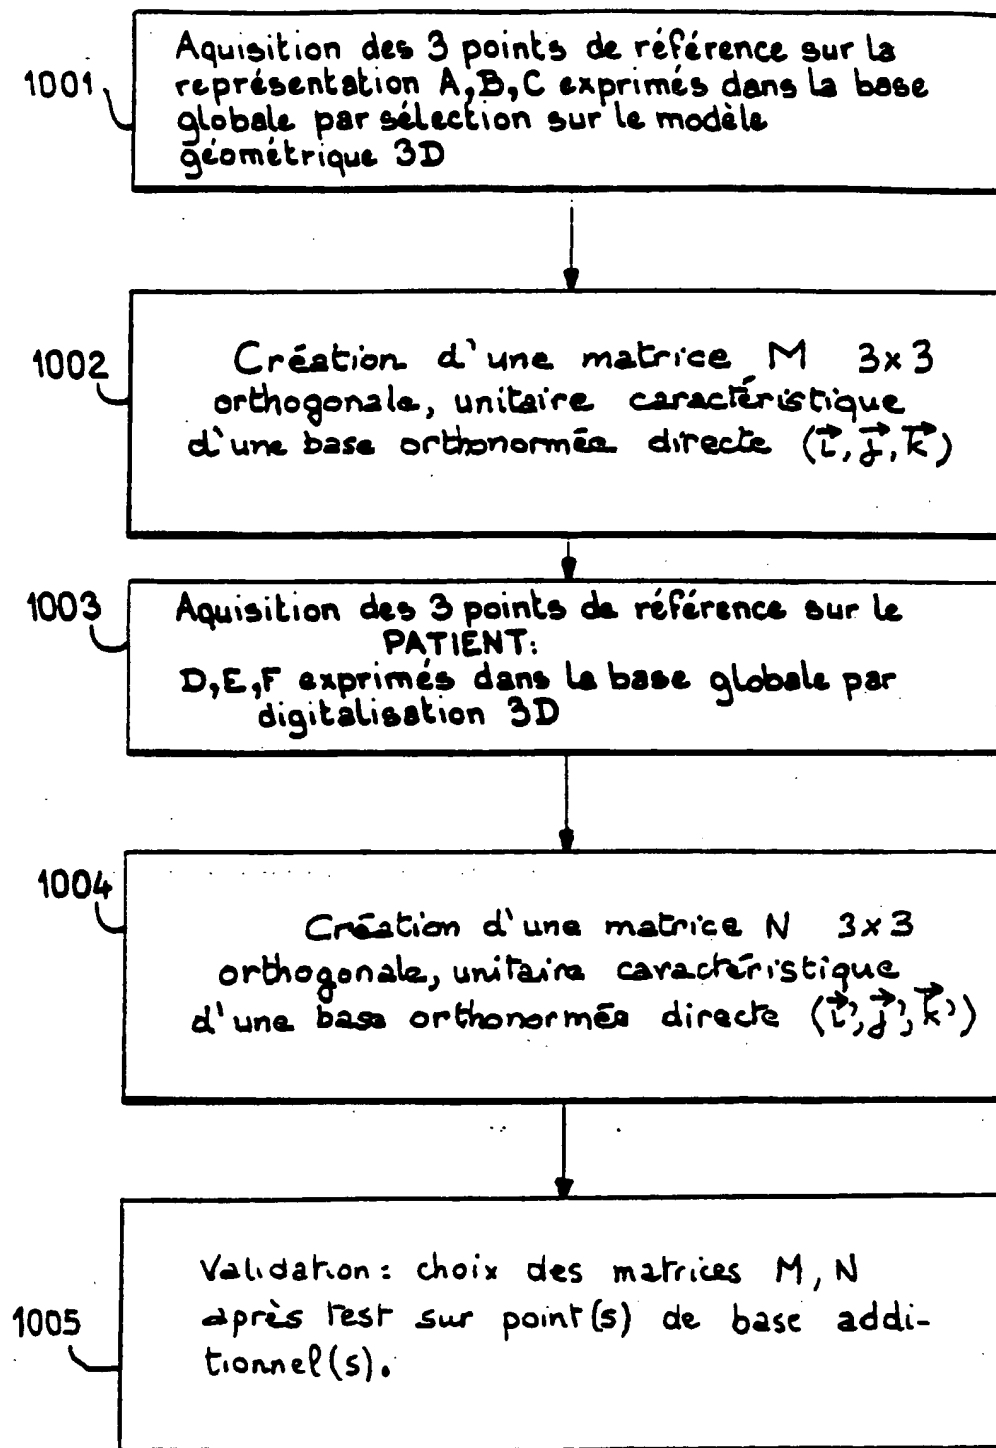 1001
Aquisition des 3 points de référence sur la
représentation A,B,C exprimés dans la base
globale par sélection sur le modèle
géométrique 3D
1002
Création d'une matrice M 3x3
orthogonale, unitaire caractéristique
d'une base orthonormée directe (i⃗, j⃗, k⃗)
1003
Aquisition des 3 points de référence sur le
PATIENT:
D,E,F exprimés dans la base globale par
digitalisation 3D
1004
Création d'une matrice N 3x3
orthogonale, unitaire caractéristique
d'une base orthonormée directe (i⃗', j⃗', k⃗')
1005
Validation: choix des matrices M, N
après test sur point(s) de base addi-
tionnel(s).